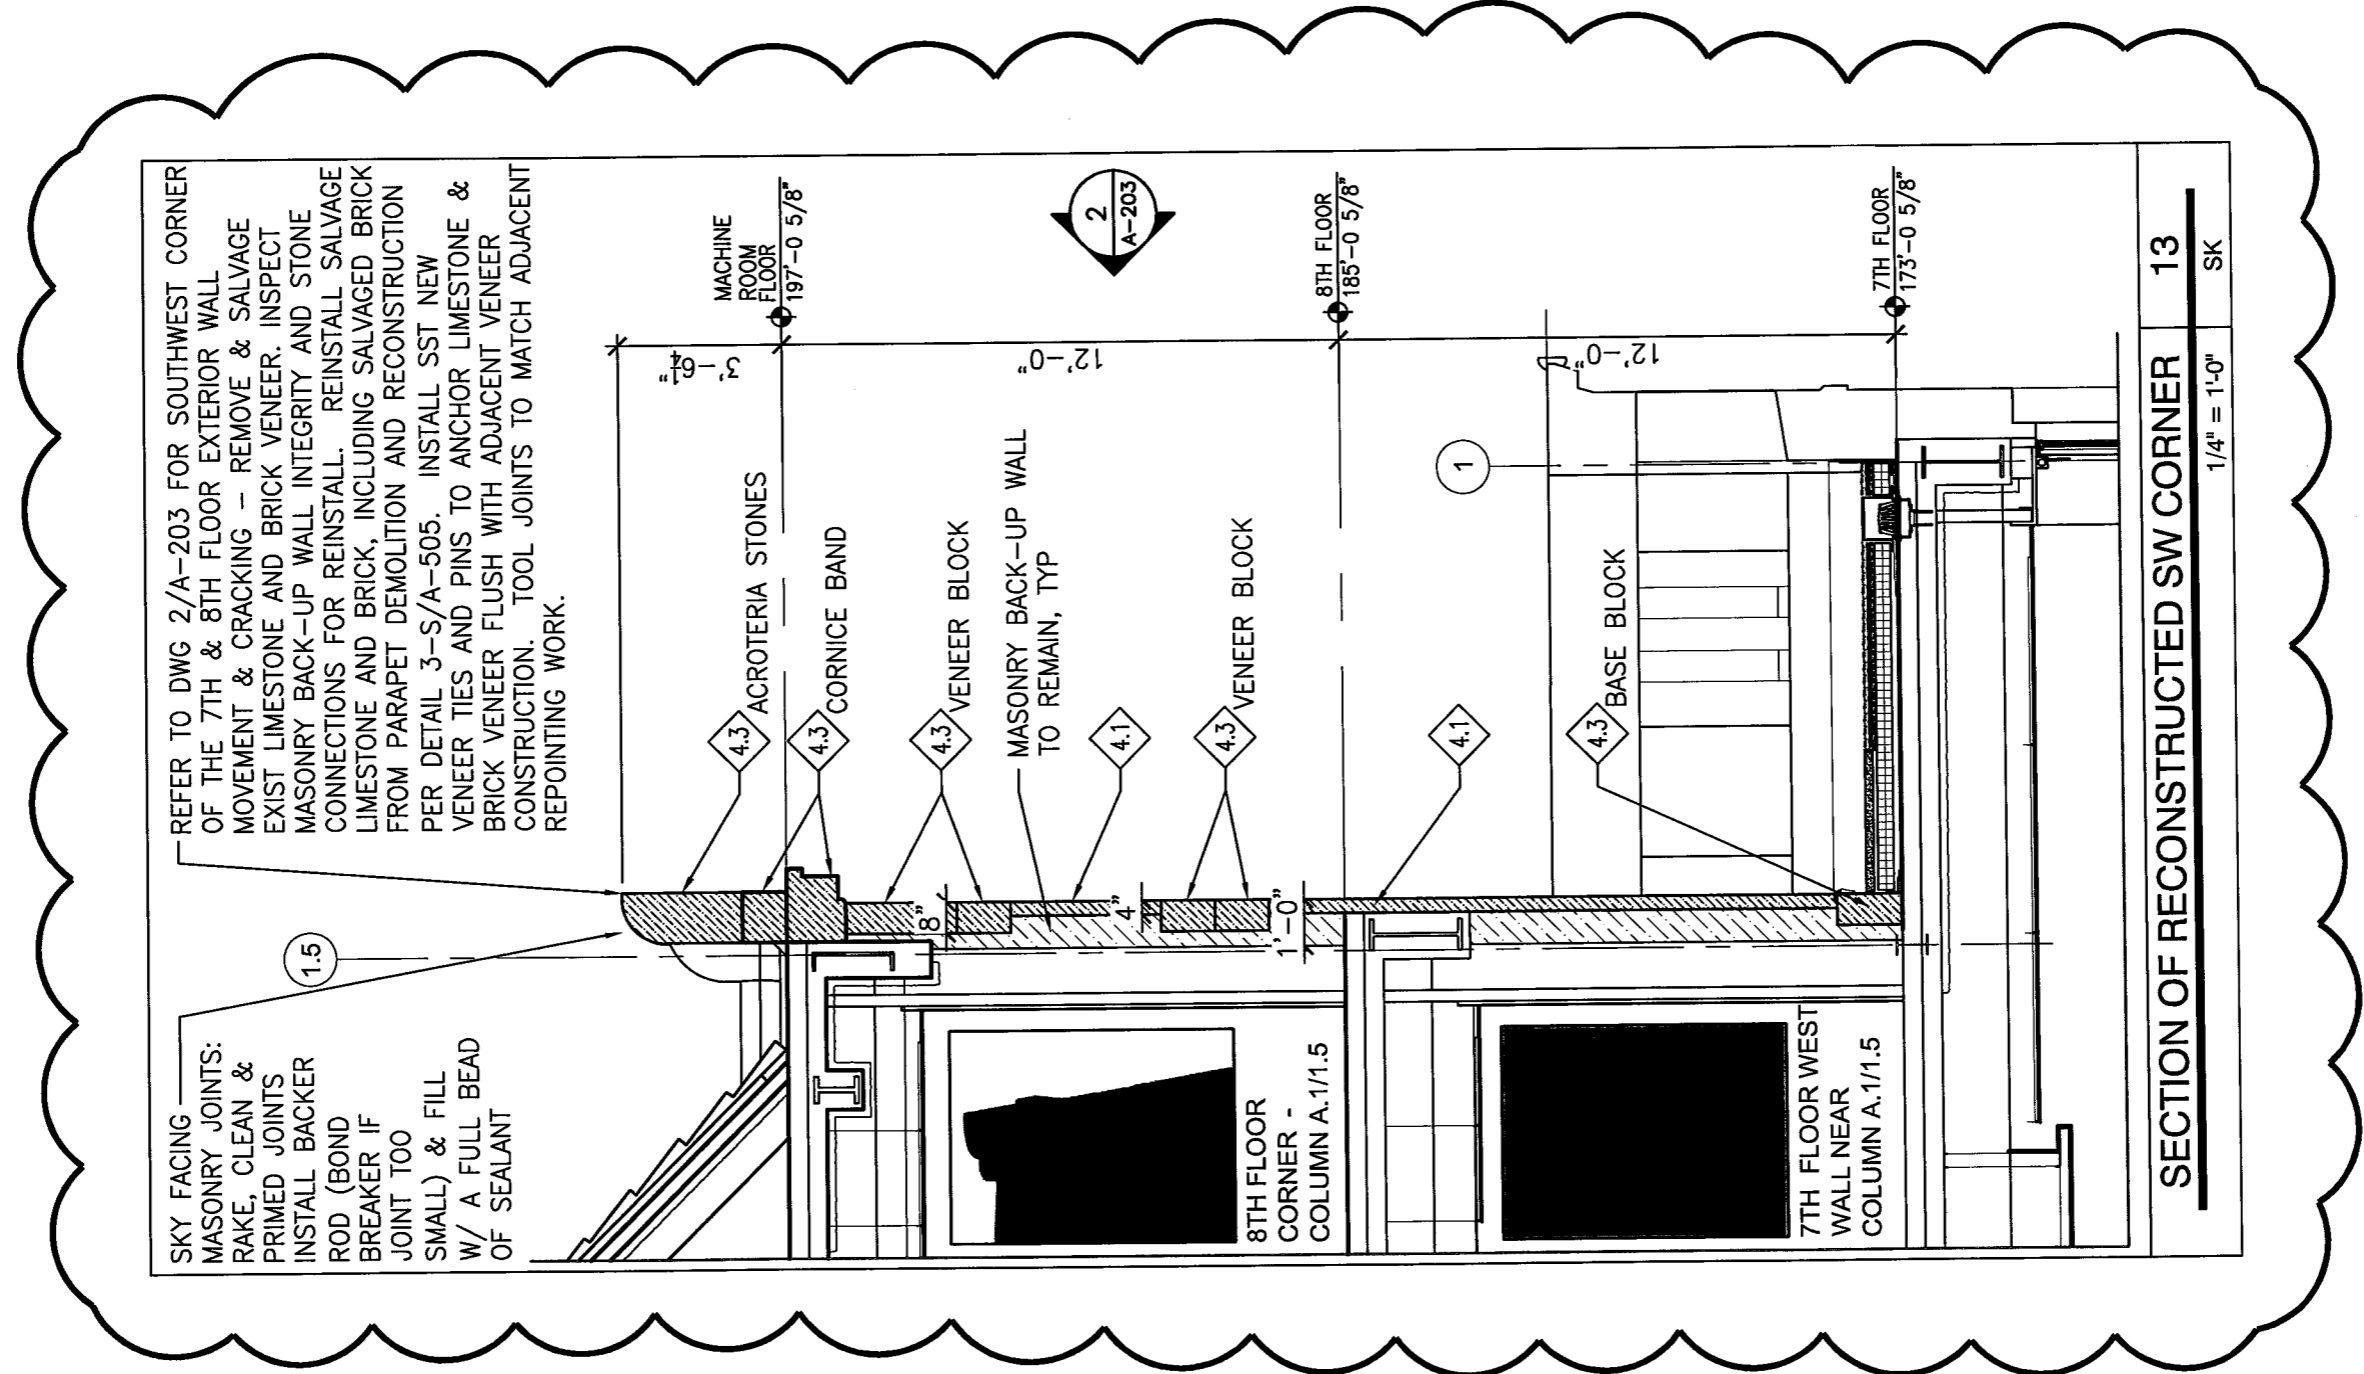 REFER TO DWG 2/A-203 FOR SOUTHWEST CORNER
OF THE 7TH & 8TH FLOOR EXTERIOR WALL
MOVEMENT & CRACKING - REMOVE & SALVAGE
EXIST LIMESTONE AND BRICK VENEER. INSPECT
MASONRY BACK-UP WALL INTEGRITY AND STONE
CONNECTIONS FOR REINSTALL. REINSTALL SALVAGE
LIMESTONE AND BRICK, INCLUDING SALVAGED BRICK
FROM PARAPET DEMOLITION AND RECONSTRUCTION
PER DETAIL 3-S/A-505. INSTALL SST NEW
VENEER TIES AND PINS TO ANCHOR LIMESTONE &
BRICK VENEER FLUSH WITH ADJACENT VENEER
CONSTRUCTION. TOOL JOINTS TO MATCH ADJACENT
REPOINTING WORK.
SKY FACING
MASONRY JOINTS:
RAKE, CLEAN &
PRIMED JOINTS
INSTALL BACKER
ROD (BOND
BREAKER IF
JOINT TOO
SMALL) & FILL
W/ A FULL BEAD
OF SEALANT
1.5
4.3
ACROTERIA STONES
4.3
CORNICE BAND
4.3
VENEER BLOCK
MASONRY BACK-UP WALL
TO REMAIN, TYP
4.1
4.3
VENEER BLOCK
4.1
4.3
BASE BLOCK
8"
4"
1'-0"
3'-6¼"
12'-0"
12'-0"
MACHINE
ROOM
FLOOR
197'-0 5/8"
2
A-203
8TH FLOOR
185'-0 5/8"
7TH FLOOR
173'-0 5/8"
1
8TH FLOOR
CORNER -
COLUMN A.1/1.5
7TH FLOOR WEST
WALL NEAR
COLUMN A.1/1.5
SECTION OF RECONSTRUCTED SW CORNER 13
1/4" = 1'-0" SK